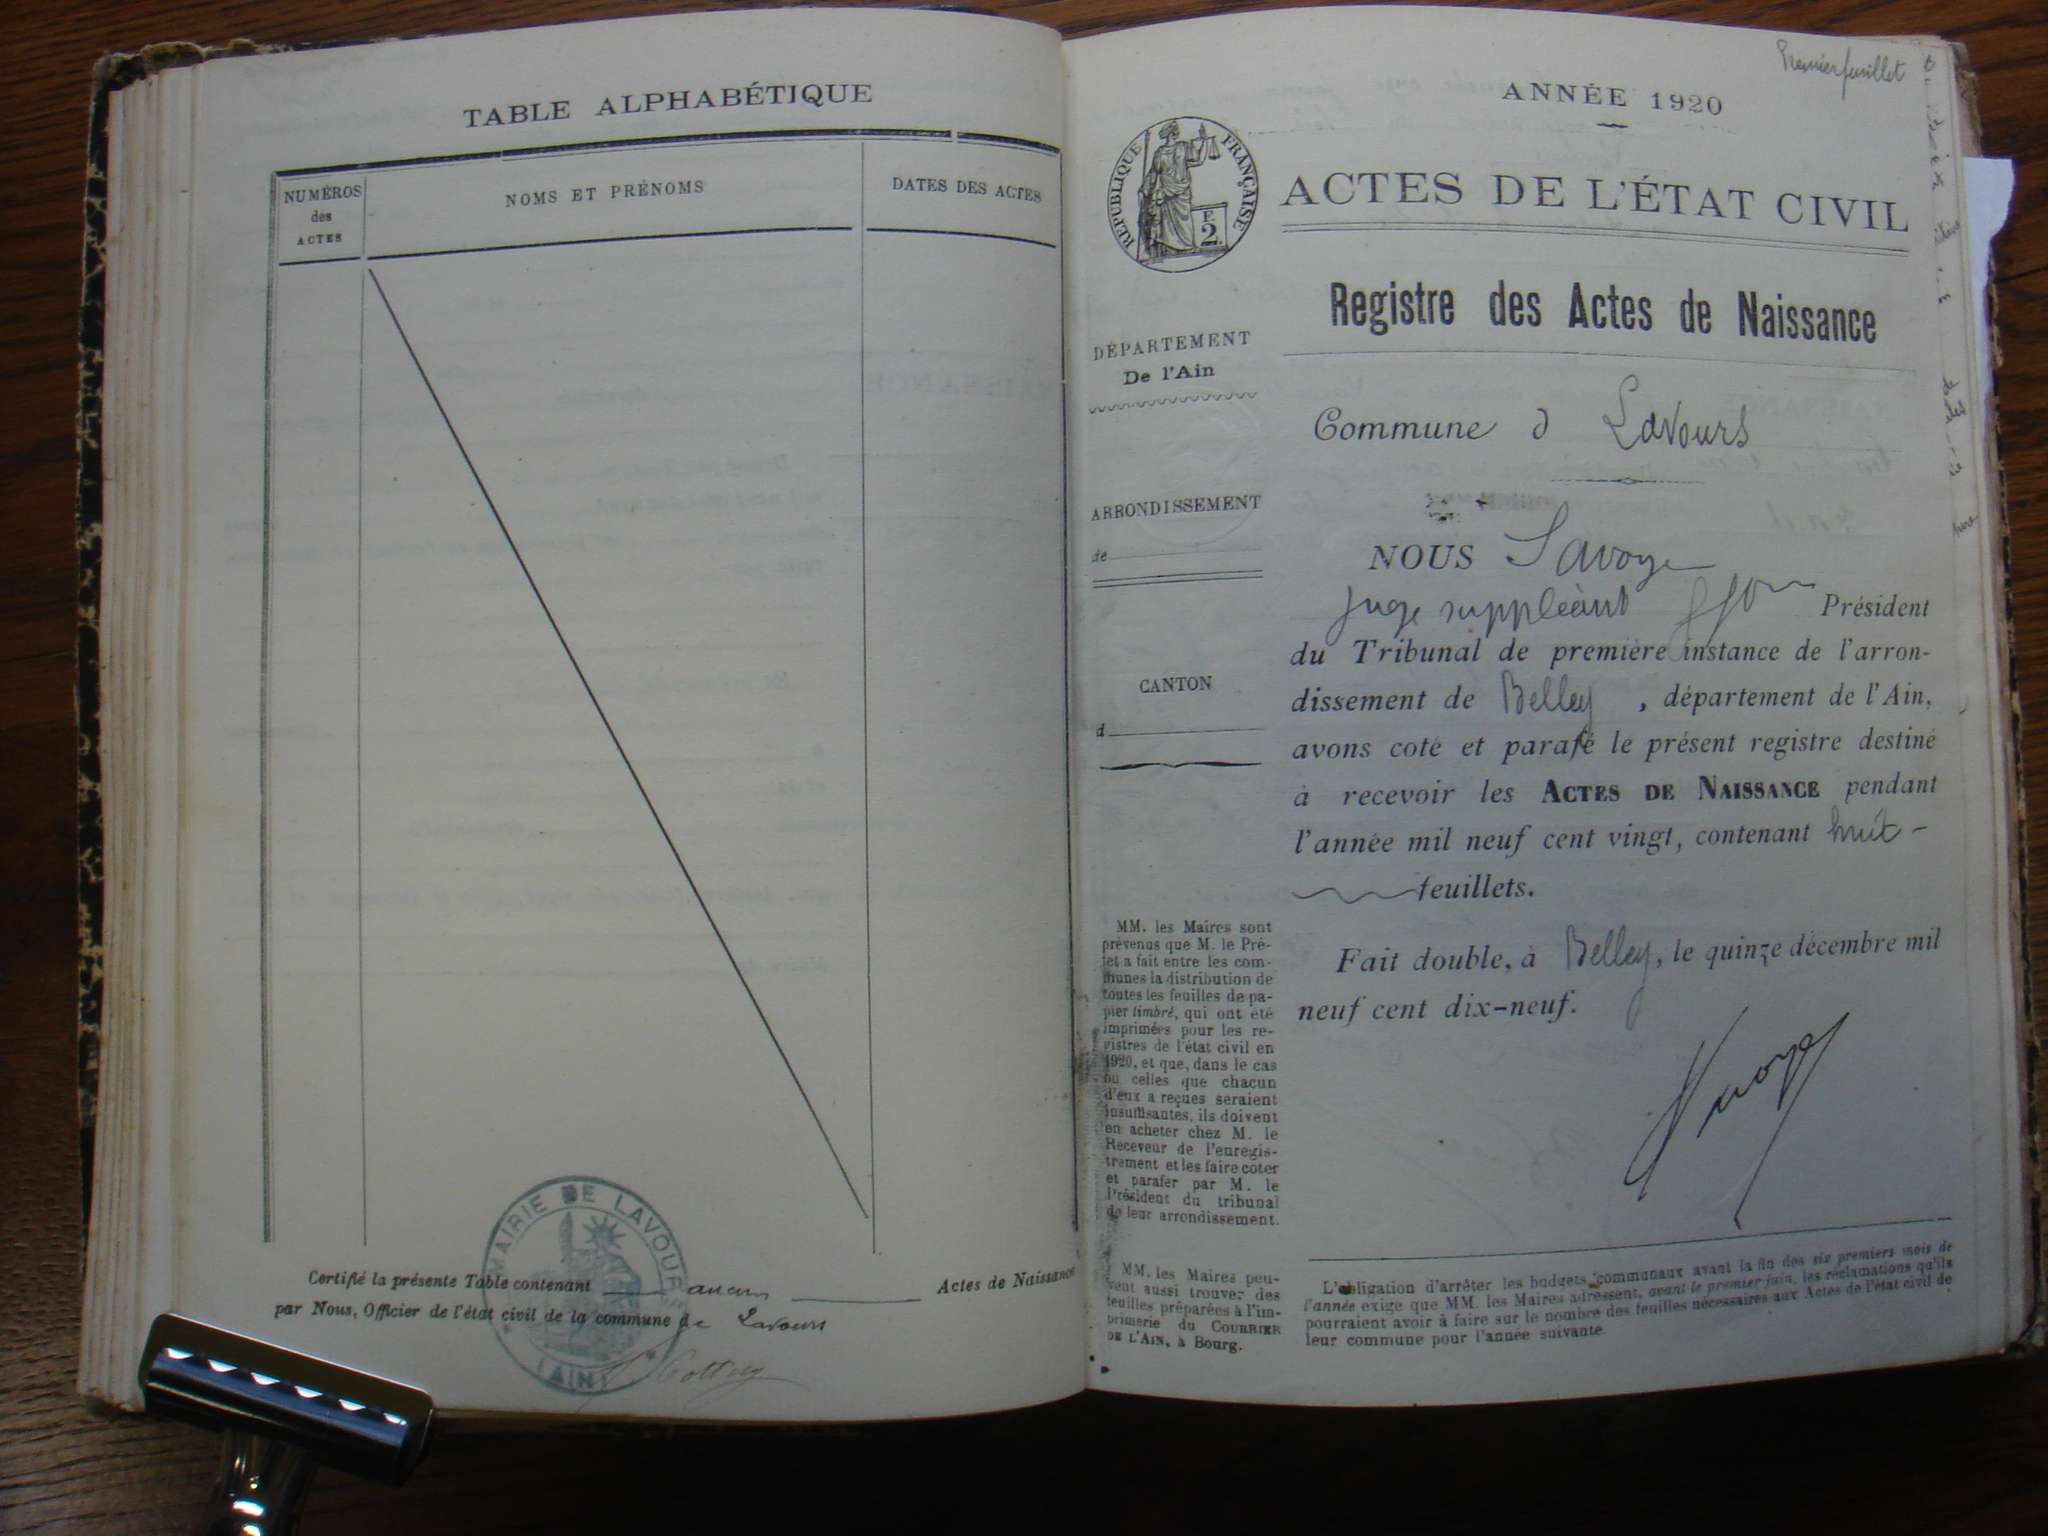 TABLE ALPHABÉTIQUE
NUMÉROS
des
ACTES
NOMS ET PRÉNOMS
DATES DES ACTES
MAIRIE DE LAVOURS
(AIN)
Certifié la présente Table contenant aucun Actes de Naissance
par Nous, Officier de l'état civil de la commune de Lavours
Premier feuillet
ANNÉE 1920
RÉPUBLIQUE FRANÇAISE
F.
2.
ACTES DE L'ÉTAT CIVIL
Registre des Actes de Naissance
DÉPARTEMENT
De l'Ain
Commune d Lavours
ARRONDISSEMENT
de
CANTON
d
NOUS Savoye
Juge suppléant Président
du Tribunal de première instance de l'arron-
dissement de Belley, département de l'Ain,
avons coté et parafé le présent registre destiné
à recevoir les ACTES DE NAISSANCE pendant
l'année mil neuf cent vingt, contenant huit
feuillets.
Fait double, à Belley, le quinze décembre mil
neuf cent dix-neuf.
Savoye
MM. les Maires sont
prévenus que M. le Pré-
fet a fait entre les com-
munes la distribution de
toutes les feuilles de pa-
pier timbré, qui ont été
imprimées pour les re-
gistres de l'état civil en
1920, et que, dans le cas
ou celles que chacun
d'eux a reçues seraient
insuffisantes, ils doivent
en acheter chez M. le
Receveur de l'enregis-
trement et les faire coter
et parafer par M. le
Président du tribunal
de leur arrondissement.
MM. les Maires peu-
vent aussi trouver des
feuilles préparées à l'im-
primerie du COURRIER
DE L'AIN, à Bourg.
L'obligation d'arrêter les budgets communaux avant la fin des six premiers mois de
l'année exige que MM. les Maires adressent, avant le premier juin, les réclamations qu'ils
pourraient avoir à faire sur le nombre des feuilles nécessaires aux Actes de l'état civil de
leur commune pour l'année suivante.